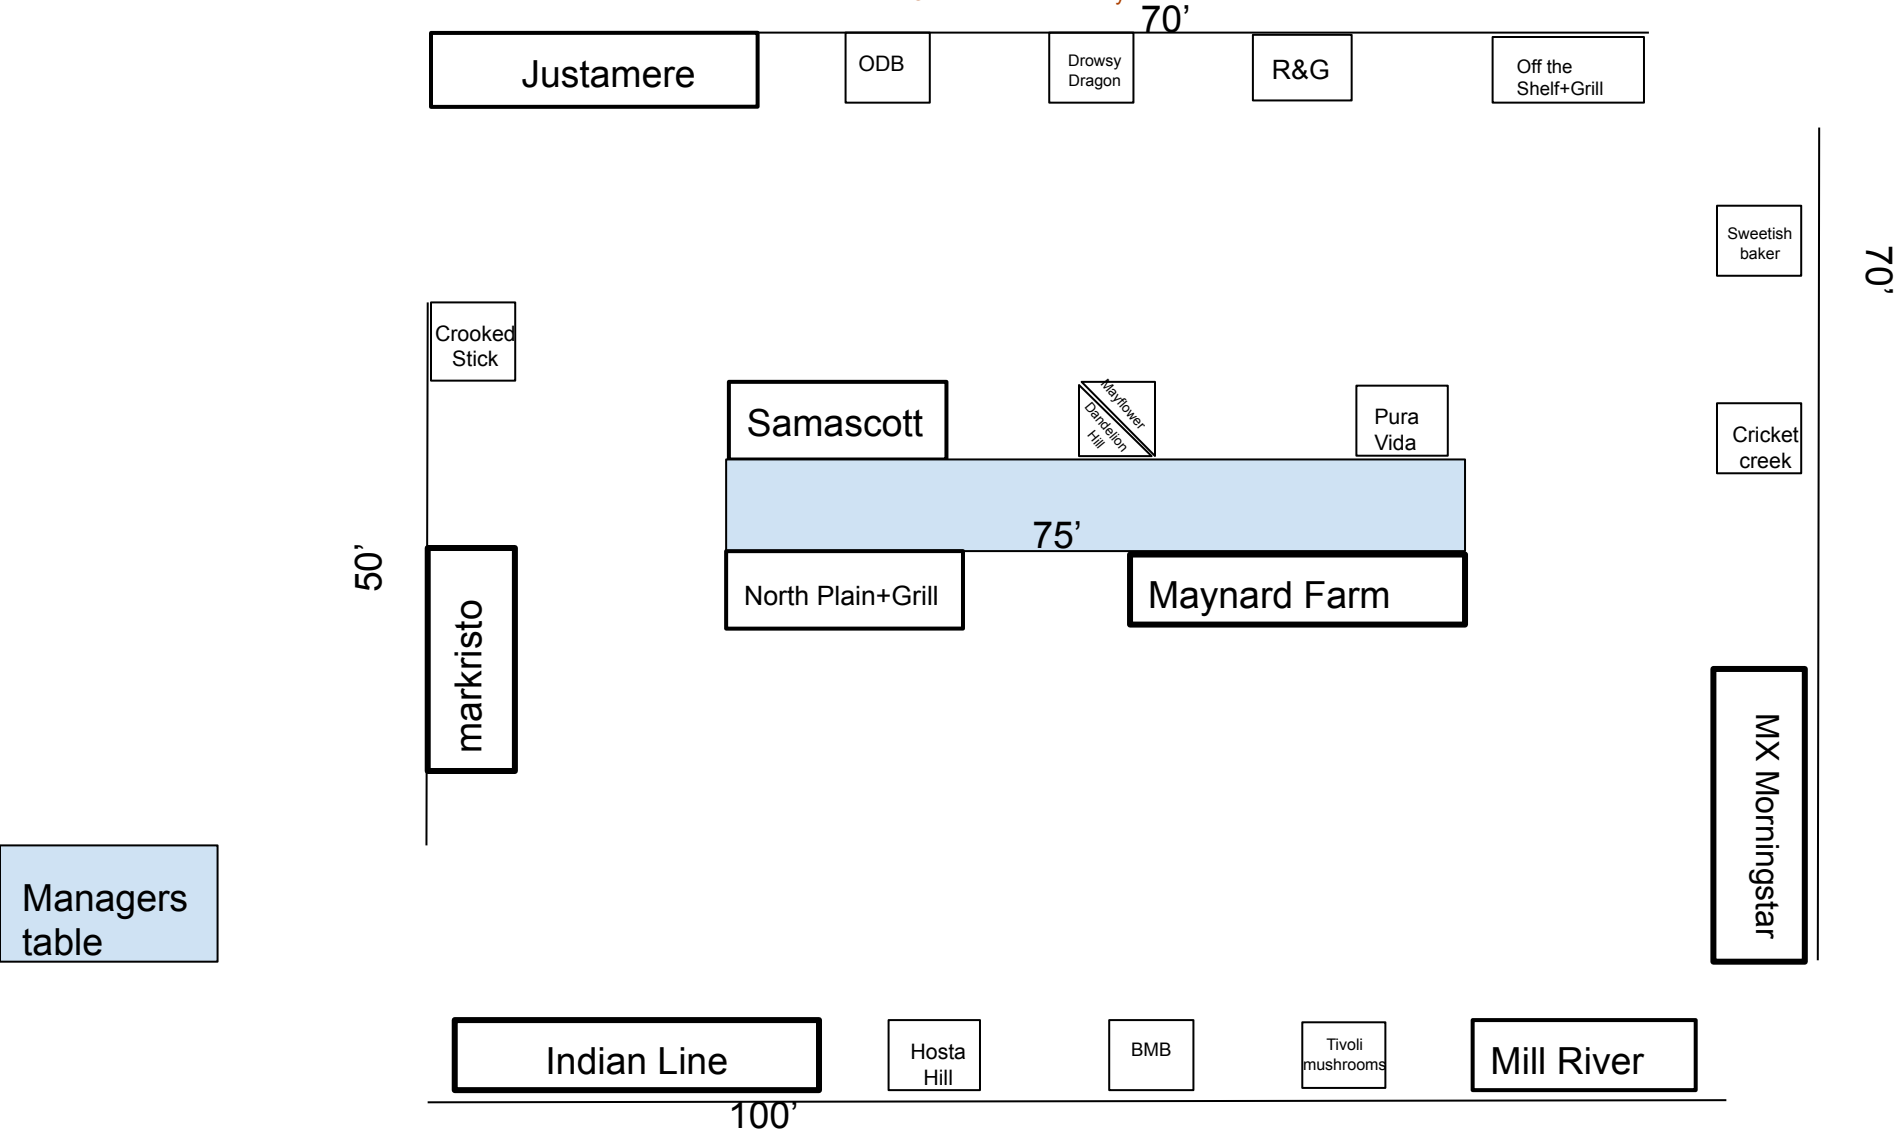 70’
Justamere
ODB
Drowsy
Dragon
R&G
Off the
Shelf+Grill
Sweetish
baker
70’
Crooked
Stick
Samascott
Mayflower
Dandelion
Hill
Pura
Vida
Cricket
creek
75’
50’
North Plain+Grill
Maynard Farm
markristo
MX Morningstar
Managers
table
Indian Line
Hosta
Hill
BMB
Tivoli
mushrooms
Mill River
100’